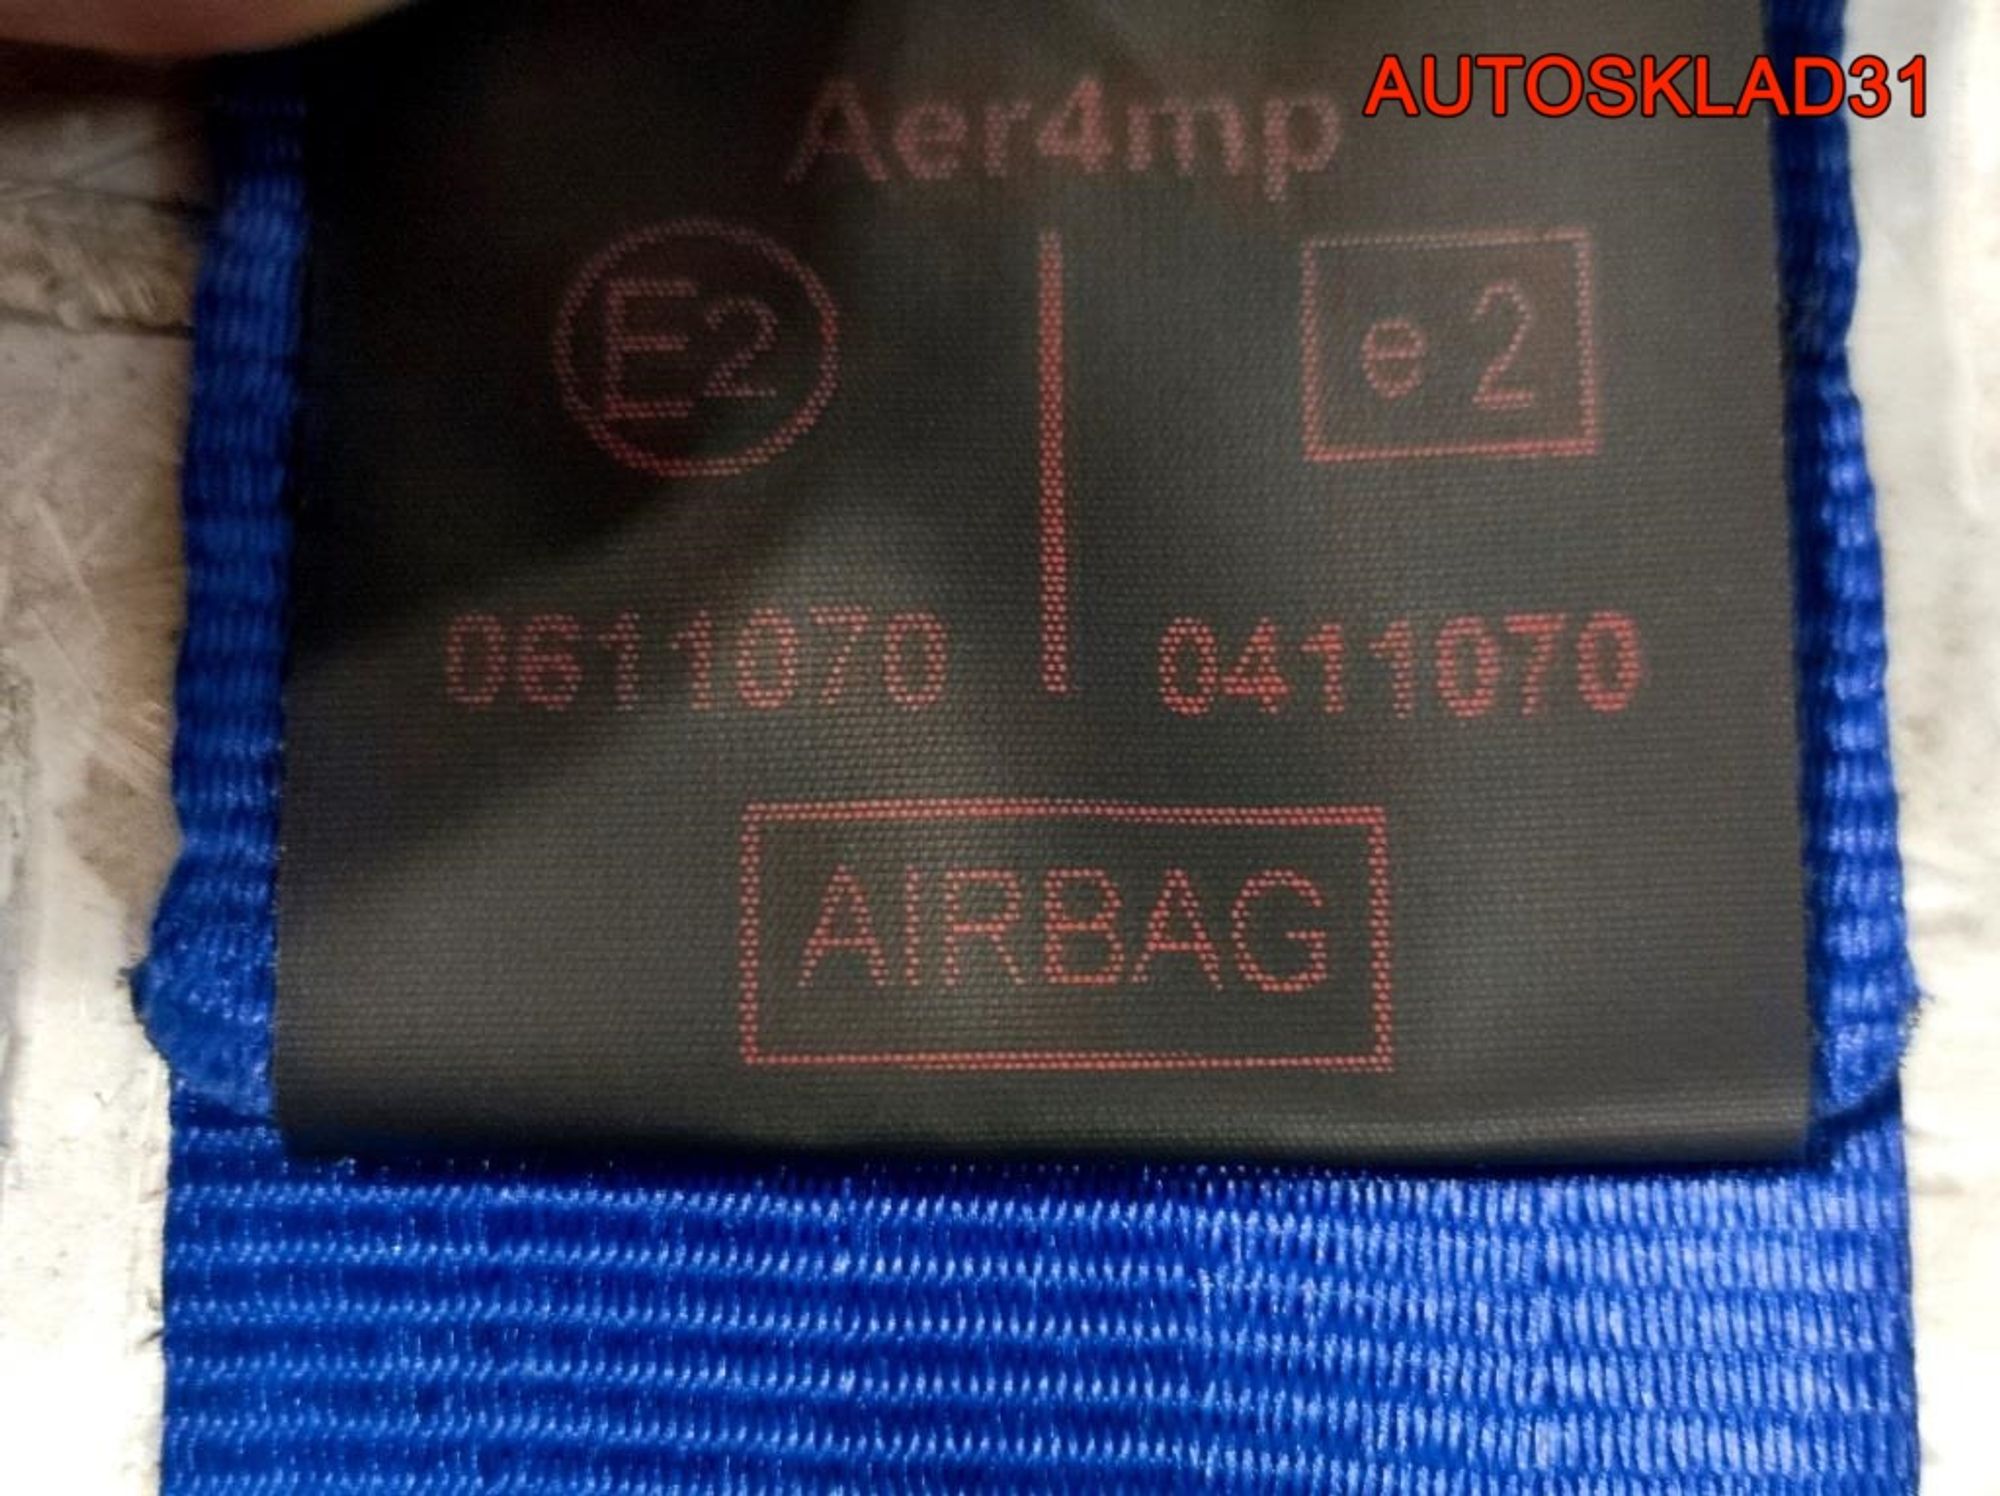 AUTOSKLAD31
Aer4mp
E2
e2
0611070
0411070
AIRBAG